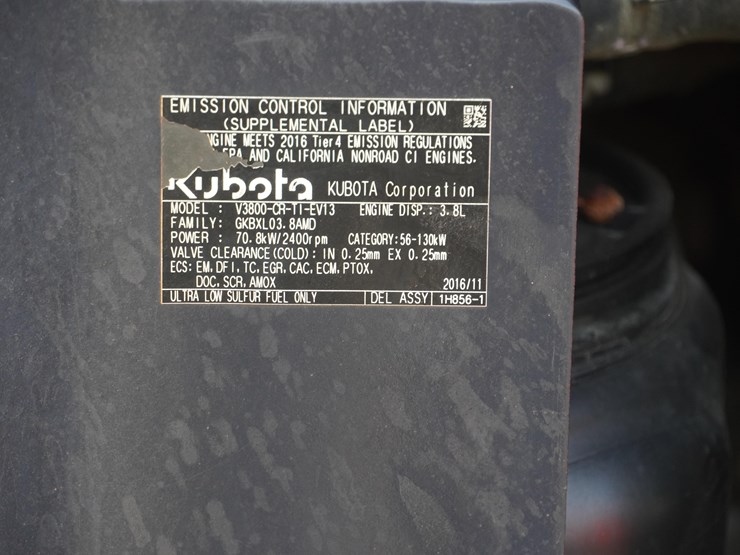 EMISSION CONTROL INFORMATION
(SUPPLEMENTAL LABEL)
NGINE MEETS 2016 Tier4 EMISSION REGULATIONS
EPA AND CALIFORNIA NONROAD CI ENGINES.
Kubota KUBOTA Corporation
MODEL : V3800-CR-TI-EV13 ENGINE DISP.: 3.8L
FAMILY: GKBXL03.8AMD
POWER : 70.8kW/2400rpm CATEGORY:56-130kW
VALVE CLEARANCE(COLD): IN 0.25mm EX 0.25mm
ECS: EM, DFI, TC, EGR, CAC, ECM, PTOX,
DOC, SCR, AMOX 2016/11
ULTRA LOW SULFUR FUEL ONLY DEL ASSY 1H856-1